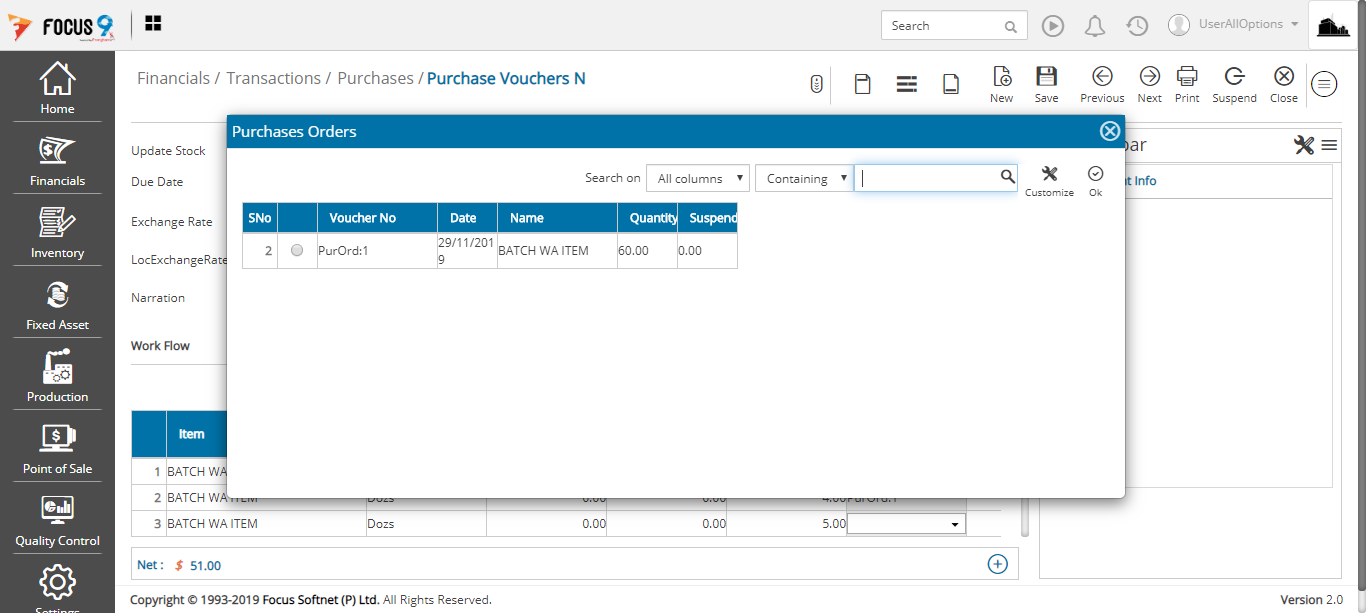 FOCUS 9
Search
UserAllOptions
Home
Financials
Inventory
Fixed Asset
Production
Point of Sale
Quality Control
Settings
Financials / Transactions / Purchases / Purchase Vouchers N
New Save Previous Next Print Suspend Close
Update Stock
Due Date
Exchange Rate
LocExchangeRate
Narration
Work Flow
Purchases Orders
Search on All columns Containing
Customize Ok
SNo Voucher No Date Name Quantity Suspend
2 PurOrd:1 29/11/201 BATCH WA ITEM 60.00 0.00
9
bar
nt Info
Item
1 BATCH WA
2 BATCH WA ITEM Dozs 0.00 0.00 4.00 PurOrd:1
3 BATCH WA ITEM Dozs 0.00 0.00 5.00
Net : $ 51.00
Copyright © 1993-2019 Focus Softnet (P) Ltd. All Rights Reserved.
Version 2.0